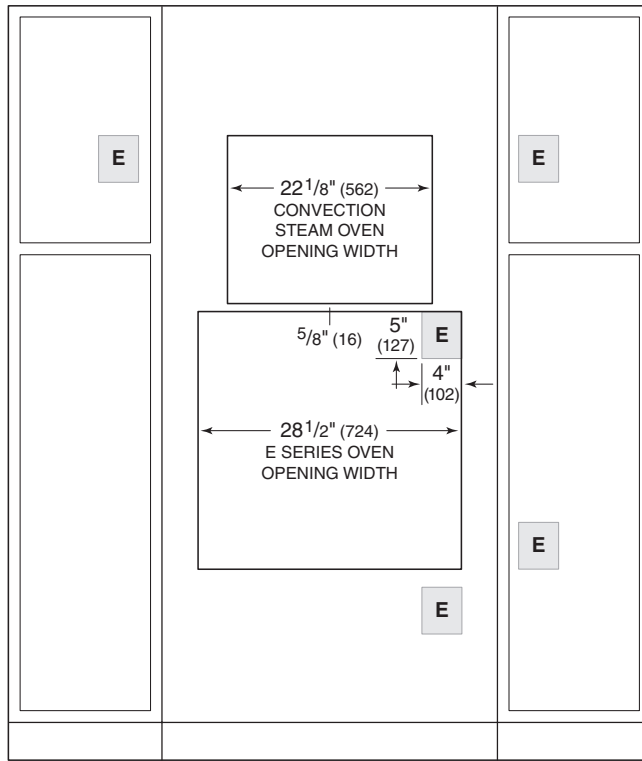 E
E
22 1/8" (562)
CONVECTION
STEAM OVEN
OPENING WIDTH
5/8" (16)
5"
(127)
E
4"
(102)
28 1/2" (724)
E SERIES OVEN
OPENING WIDTH
E
E